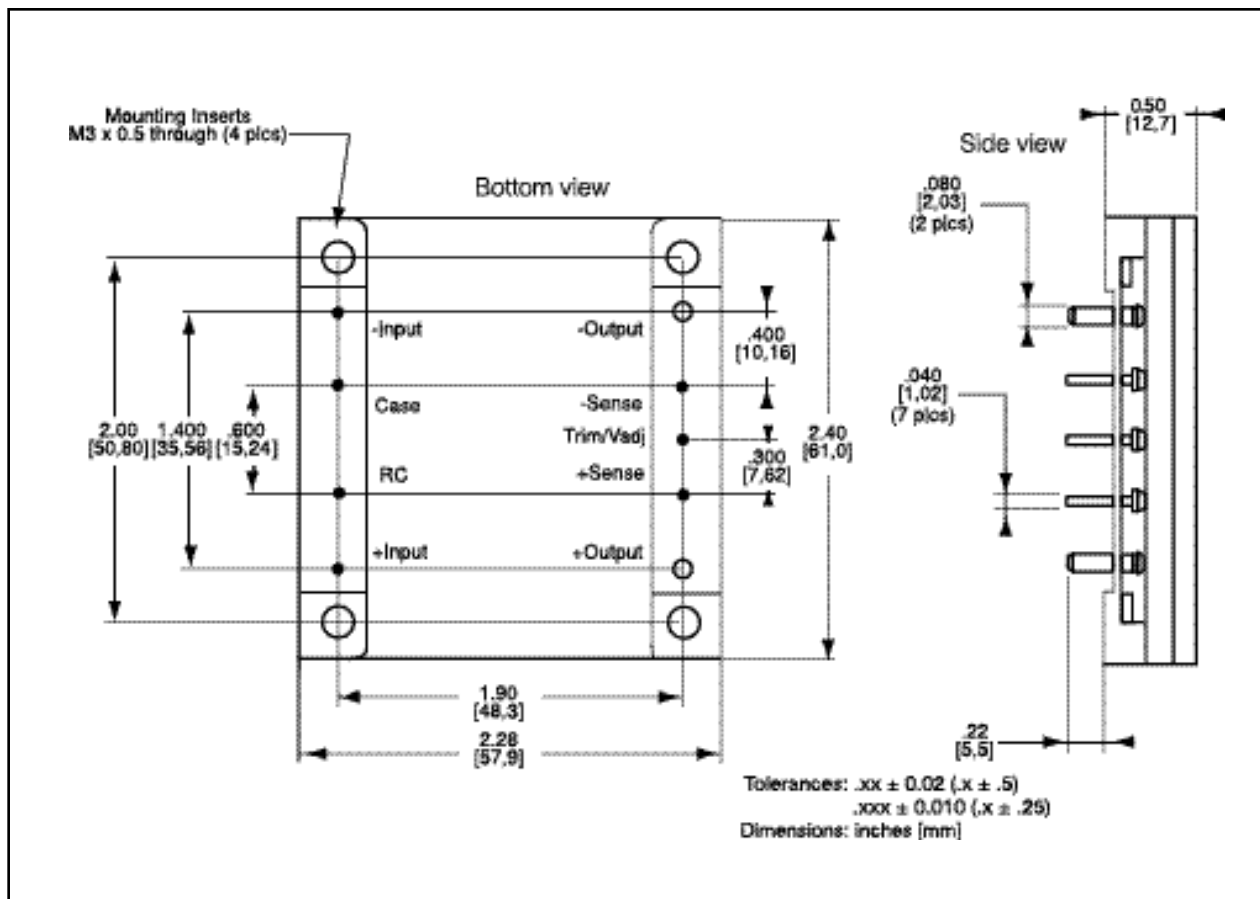 Mounting Inserts
M3 x 0.5 through (4 plcs)
Bottom view
Side view
0.50
[12,7]
.080
[2,03]
(2 plcs)
-Input
-Output
.400
[10,16]
Case
-Sense
.040
[1,02]
(7 plcs)
2.00
[50,80]
1.400
[35,56]
.600
[15,24]
Trim/Vadj
2.40
[61,0]
.300
[7,62]
RC
+Sense
+Input
+Output
1.90
[48,3]
2.28
[57,9]
.22
[5,5]
Tolerances: .xx ± 0.02 (.x ± .5)
.xxx ± 0.010 (.x ± .25)
Dimensions: inches [mm]